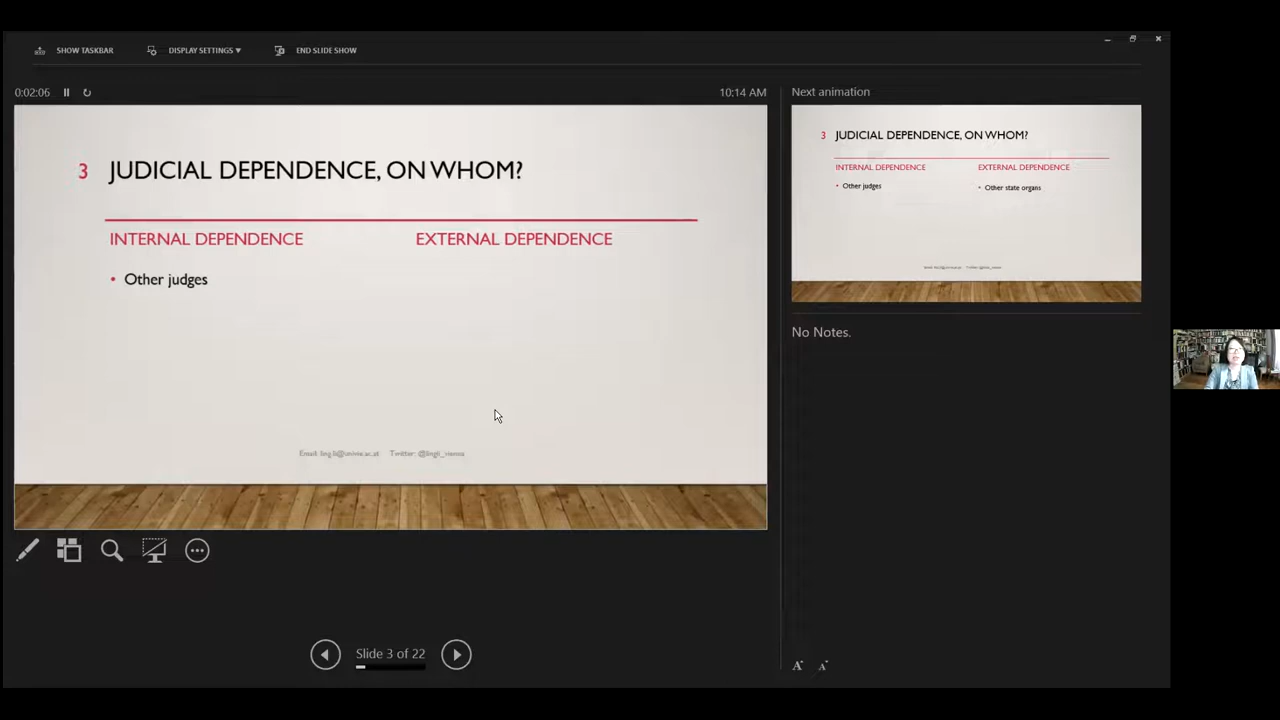 SHOW TASKBAR
DISPLAY SETTINGS ▾
END SLIDE SHOW
0:02:06
10:14 AM
3 JUDICIAL DEPENDENCE, ON WHOM?
INTERNAL DEPENDENCE
EXTERNAL DEPENDENCE
• Other judges
Email: Twitter:
Next animation
3 JUDICIAL DEPENDENCE, ON WHOM?
INTERNAL DEPENDENCE
EXTERNAL DEPENDENCE
• Other judges
• Other state organs
No Notes.
Slide 3 of 22
A
A